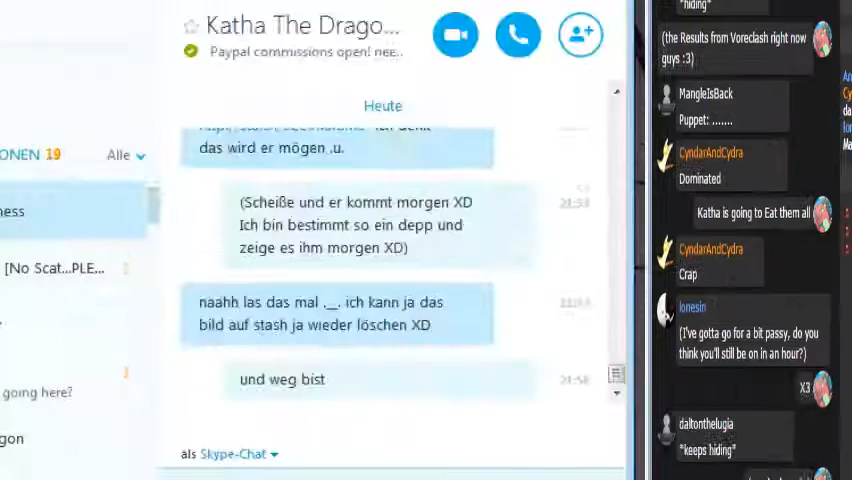 ONEN 19
Alle
ness
[No Scat...PLE...
going here?
gon
Katha The Drago...
Paypal commissions open! nee..
Heute
das wird er mögen .u.
(Scheiße und er kommt morgen XD
Ich bin bestimmt so ein depp und
zeige es ihm morgen XD)
naahh las das mal ._. ich kann ja das
bild auf stash ja wieder löschen XD
und weg bist
21:58
als Skype-Chat
*hiding*
(the Results from Voreclash right now
guys :3)
MangleIsBack
Puppet: .......
CyndarAndCydra
Dominated
Katha is going to Eat them all
CyndarAndCydra
Crap
lonesin
(I've gotta go for a bit passy, do you
think you'll still be on in an hour?)
X3
daltonthelugia
*keeps hiding*